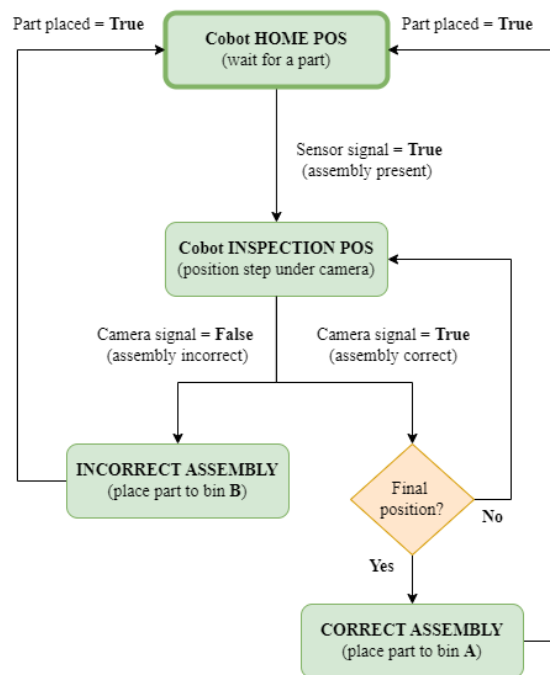 Part placed = True
Part placed = True
Cobot HOME POS
(wait for a part)
Sensor signal = True
(assembly present)
Cobot INSPECTION POS
(position step under camera)
Camera signal = False
(assembly incorrect)
Camera signal = True
(assembly correct)
INCORRECT ASSEMBLY
(place part to bin B)
Final
position?
No
Yes
CORRECT ASSEMBLY
(place part to bin A)